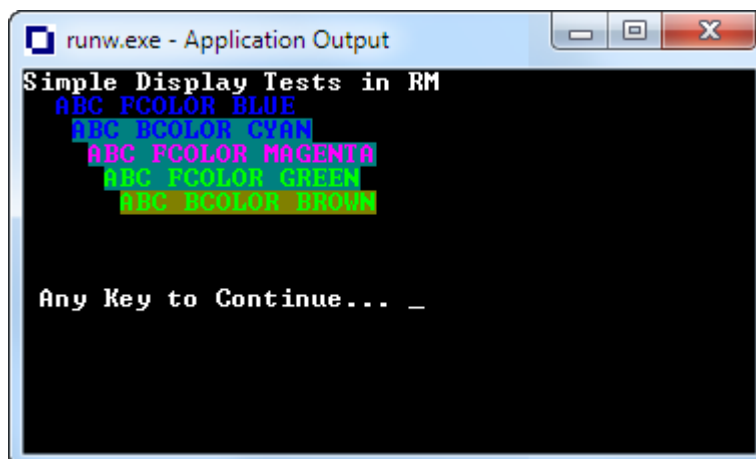 runw.exe - Application Output
Simple Display Tests in RM
ABC FCOLOR BLUE
ABC BCOLOR CYAN
ABC FCOLOR MAGENTA
ABC FCOLOR GREEN
ABC BCOLOR BROWN
Any Key to Continue... _